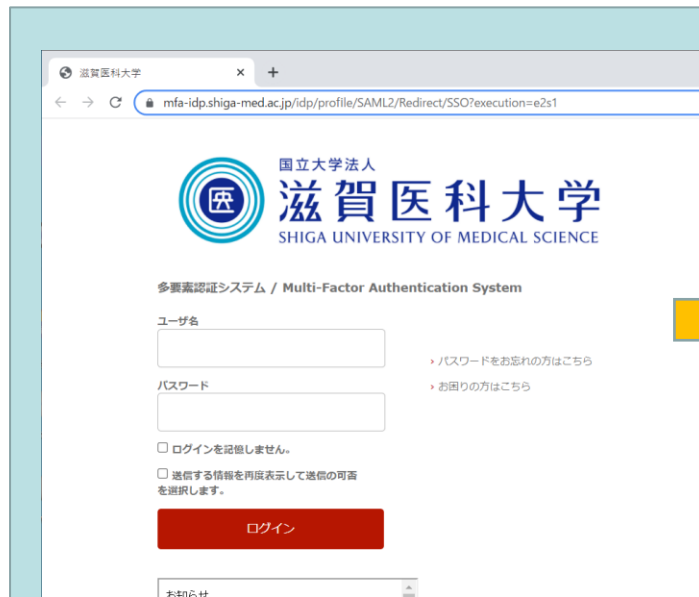 滋賀医科大学
mfa-idp.shiga-med.ac.jp/idp/profile/SAML2/Redirect/SSO?execution=e2s1
医
国立大学法人
滋賀医科大学
SHIGA UNIVERSITY OF MEDICAL SCIENCE
多要素認証システム / Multi-Factor Authentication System
ユーザ名
パスワードをお忘れの方はこちら
パスワード
お困りの方はこちら
ログインを記憶しません。
送信する情報を再度表示して送信の可否
を選択します。
ログイン
お知らせ